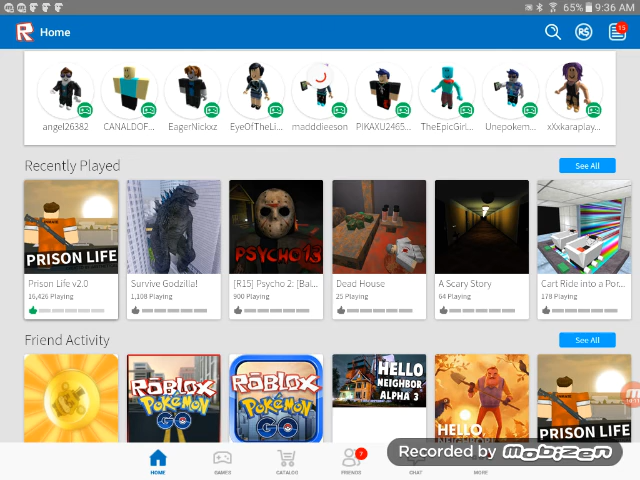 65% 9:36 AM
R Home
R$
15
angel26382 CANALDOF... EagerNickxz EyeOfTheLi... madddieeson PIKAXU2465... TheEpicGirl... Unepokem... xXxkaraplay...
Recently Played See All
PRISON LIFE
PSYCHO13
Prison Life v2.0 Survive Godzilla! [R15] Psycho 2: [Bal... Dead House A Scary Story Cart Ride into a Por...
16,426 Playing 1,108 Playing 900 Playing 25 Playing 64 Playing 178 Playing
Friend Activity See All
ROBLOX
POKÉMON
GO
ROBLOX
POKÉMON
GO
HELLO
NEIGHBOR
ALPHA 3
HELLO
PRISON LIFE
Recorded by mobizen
7
HOME GAMES CATALOG FRIENDS CHAT MORE